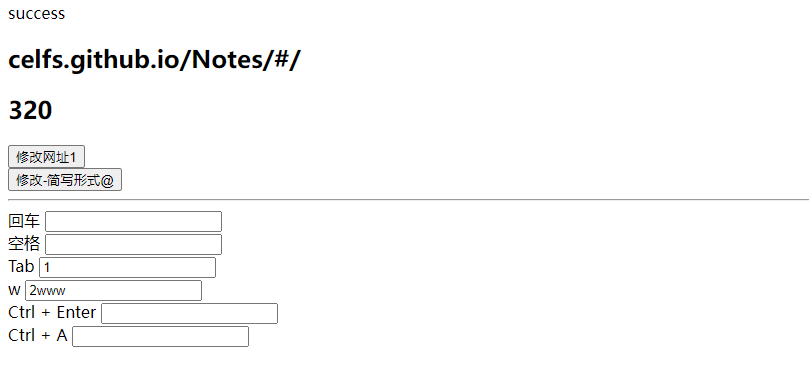 success
celfs.github.io/Notes/#/
320
修改网址1
修改-简写形式@
回车
空格
Tab 1
w 2www
Ctrl + Enter
Ctrl + A